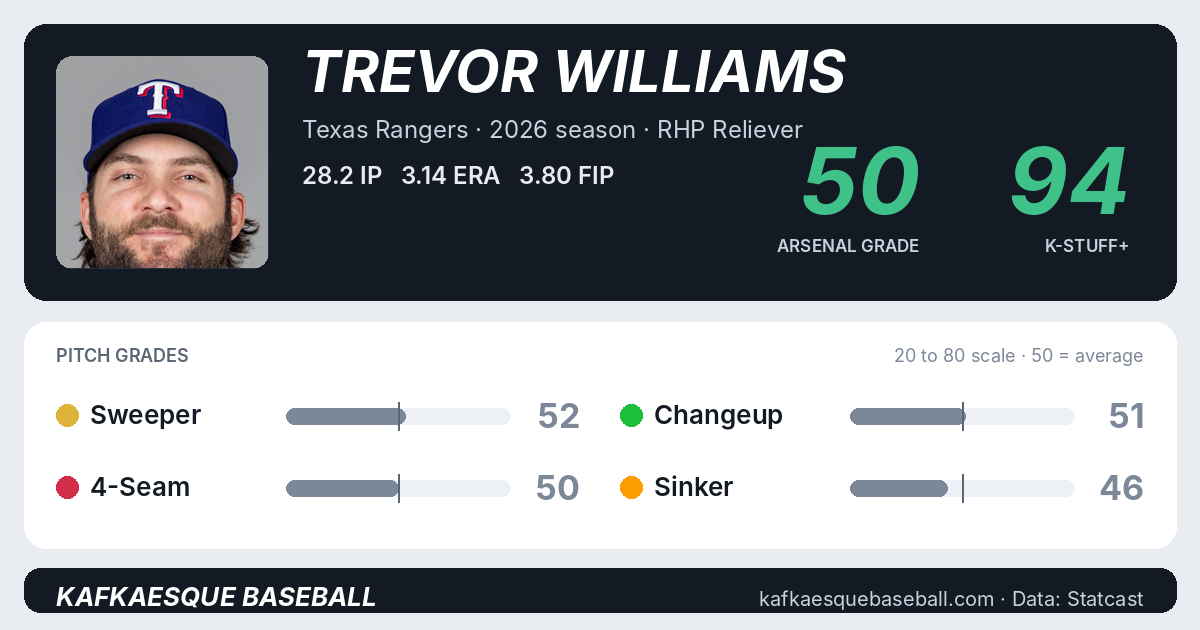 TREVOR WILLIAMS
Texas Rangers · 2026 season · RHP Reliever
28.2 IP 3.14 ERA 3.80 FIP
50 94
ARSENAL GRADE K-STUFF+
T
PITCH GRADES 20 to 80 scale · 50 = average
Sweeper 52 Changeup 51
4-Seam 50 Sinker 46
KAFKAESQUE BASEBALL kafkaesquebaseball.com · Data: Statcast